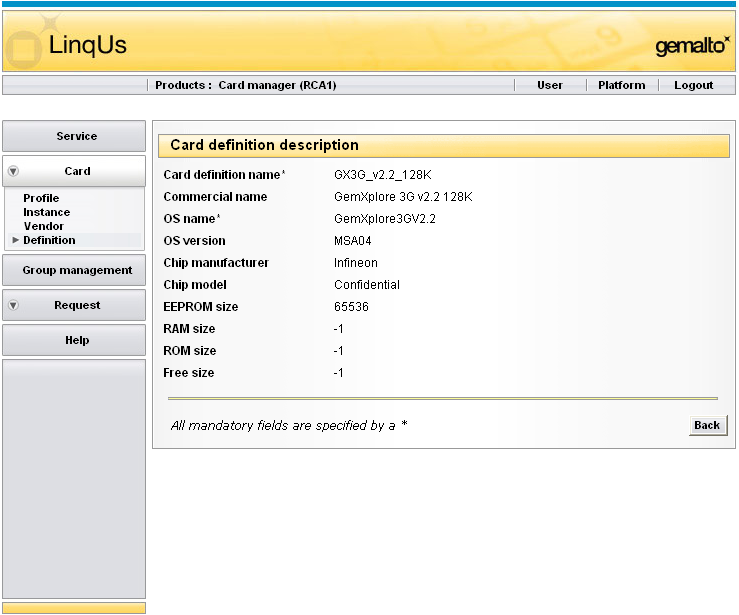 LinqUs
gemalto
Products : Card manager (RCA1)
User
Platform
Logout
Service
Card
Profile
Instance
Vendor
Definition
Group management
Request
Help
Card definition description
Card definition name* GX3G_v2.2_128K
Commercial name GemXplore 3G v2.2 128K
OS name* GemXplore3GV2.2
OS version MSA04
Chip manufacturer Infineon
Chip model Confidential
EEPROM size 65536
RAM size -1
ROM size -1
Free size -1
All mandatory fields are specified by a *
Back